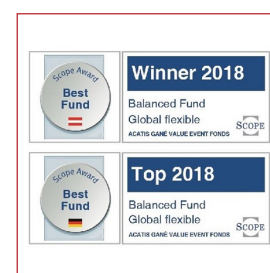 Scope Award
Best
Fund
Winner 2018
Balanced Fund
Global flexible
ACATIS GANÉ VALUE EVENT FONDS
SCOPE
Scope Award
Best
Fund
Top 2018
Balanced Fund
Global flexible
ACATIS GANÉ VALUE EVENT FONDS
SCOPE